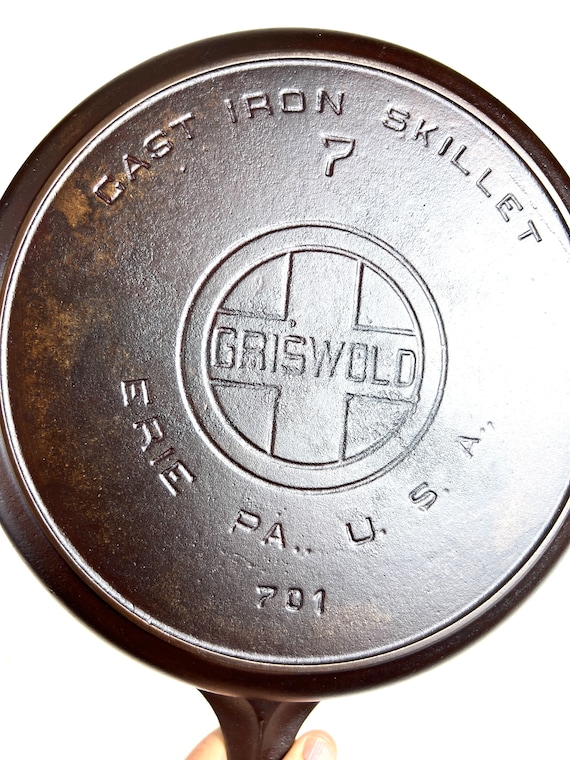 CAST IRON SKILLET
7
GRISWOLD
ERIE PA., U.S.A.,
701